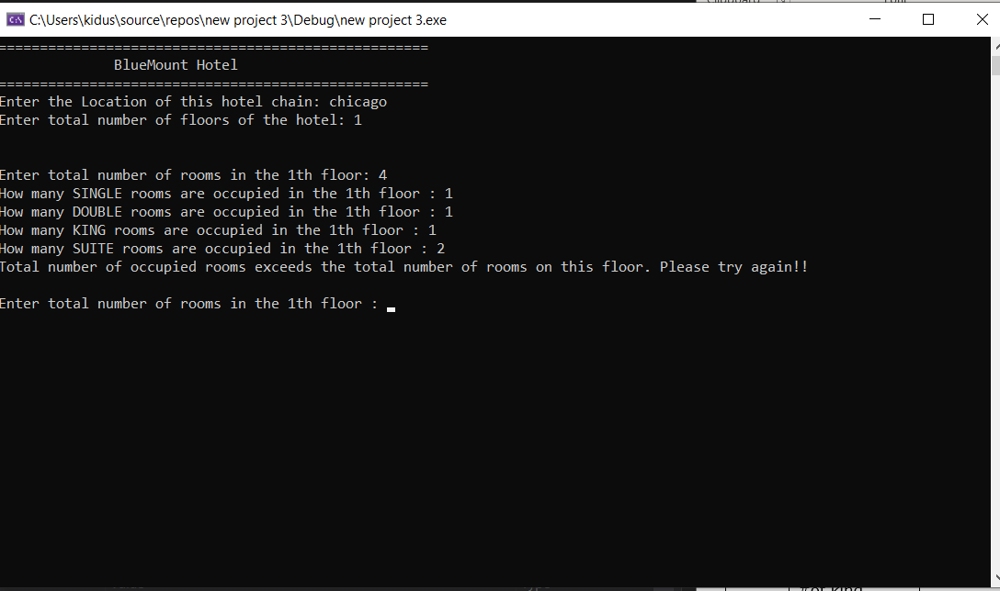 C:\Users\kidus\source\repos\new project 3\Debug\new project 3.exe
====================================================
BlueMount Hotel
====================================================
Enter the Location of this hotel chain: chicago
Enter total number of floors of the hotel: 1
Enter total number of rooms in the 1th floor: 4
How many SINGLE rooms are occupied in the 1th floor : 1
How many DOUBLE rooms are occupied in the 1th floor : 1
How many KING rooms are occupied in the 1th floor : 1
How many SUITE rooms are occupied in the 1th floor : 2
Total number of occupied rooms exceeds the total number of rooms on this floor. Please try again!!
Enter total number of rooms in the 1th floor :